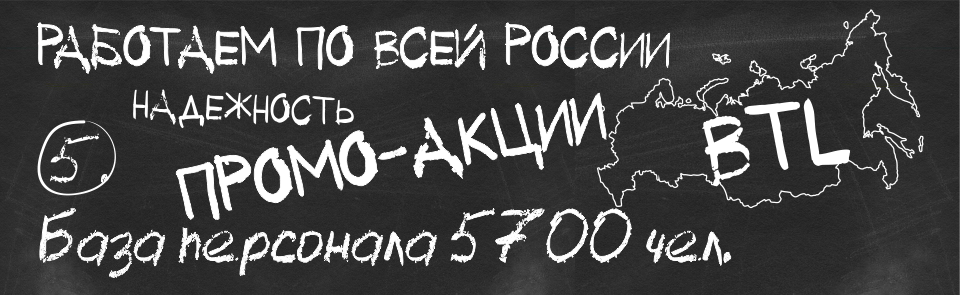 РАБОТАЕМ ПО ВСЕЙ РОССИИ
НАДЕЖНОСТЬ
ПРОМО-АКЦИИ
BTL
5.
База персонала 5700 чел.